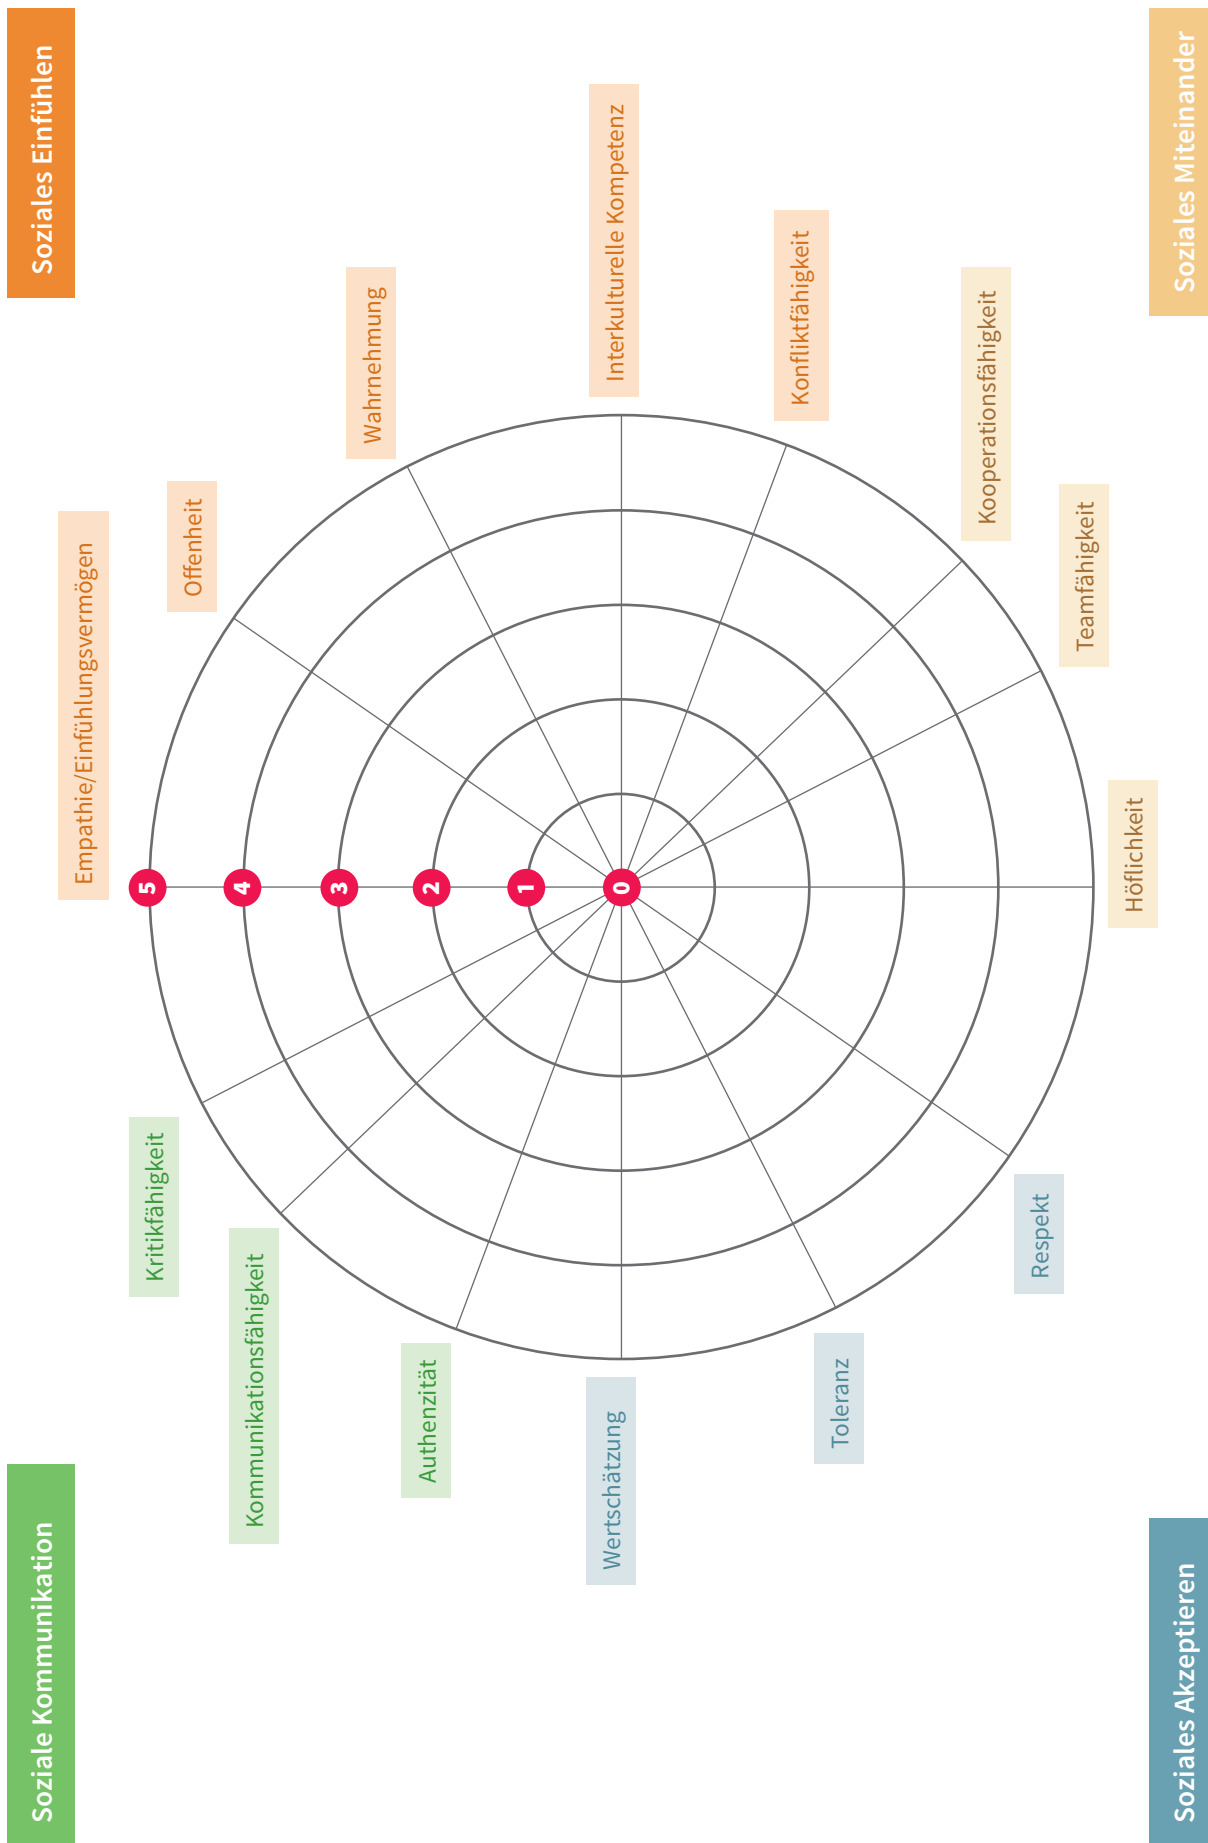 Soziale Kommunikation
Soziales Einfühlen
Empathie/Einfühlungsvermögen
Offenheit
Wahrnehmung
Interkulturelle Kompetenz
Konfliktfähigkeit
Kooperationsfähigkeit
Teamfähigkeit
Höflichkeit
Respekt
Toleranz
Wertschätzung
Authenzität
Kommunikationsfähigkeit
Kritikfähigkeit
5
4
3
2
1
0
Soziales Akzeptieren
Soziales Miteinander